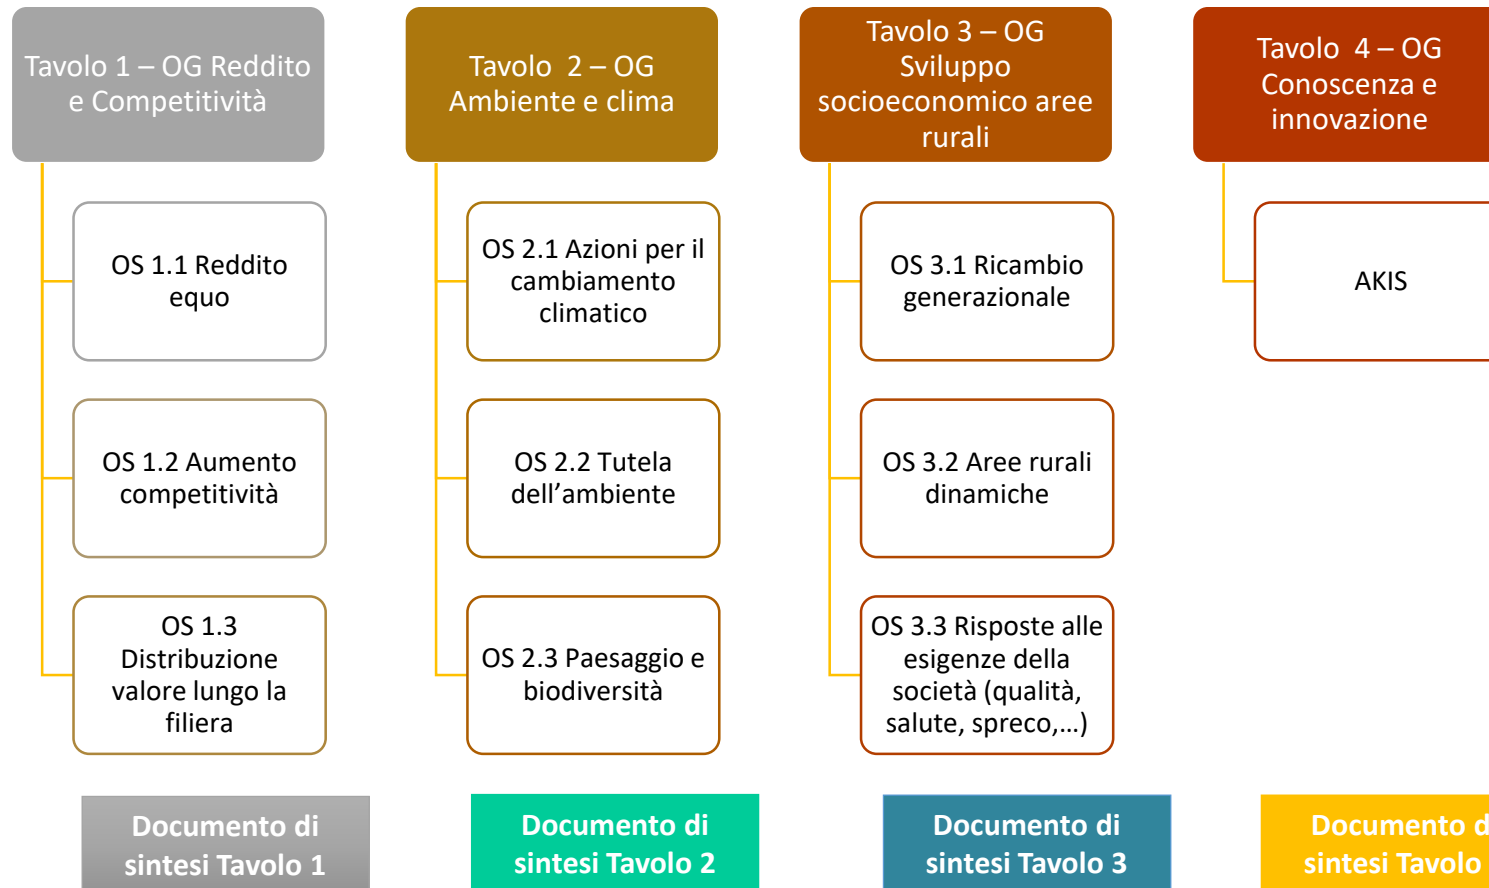 Tavolo 1 – OG Reddito
e Competitività
OS 1.1 Reddito
equo
OS 1.2 Aumento
competitività
OS 1.3
Distribuzione
valore lungo la
filiera
Documento di
sintesi Tavolo 1
Tavolo 2 – OG
Ambiente e clima
OS 2.1 Azioni per il
cambiamento
climatico
OS 2.2 Tutela
dell’ambiente
OS 2.3 Paesaggio e
biodiversità
Documento di
sintesi Tavolo 2
Tavolo 3 – OG
Sviluppo
socioeconomico aree
rurali
OS 3.1 Ricambio
generazionale
OS 3.2 Aree rurali
dinamiche
OS 3.3 Risposte alle
esigenze della
società (qualità,
salute, spreco,…)
Documento di
sintesi Tavolo 3
Tavolo 4 – OG
Conoscenza e
innovazione
AKIS
Documento
sintesi Tavolo